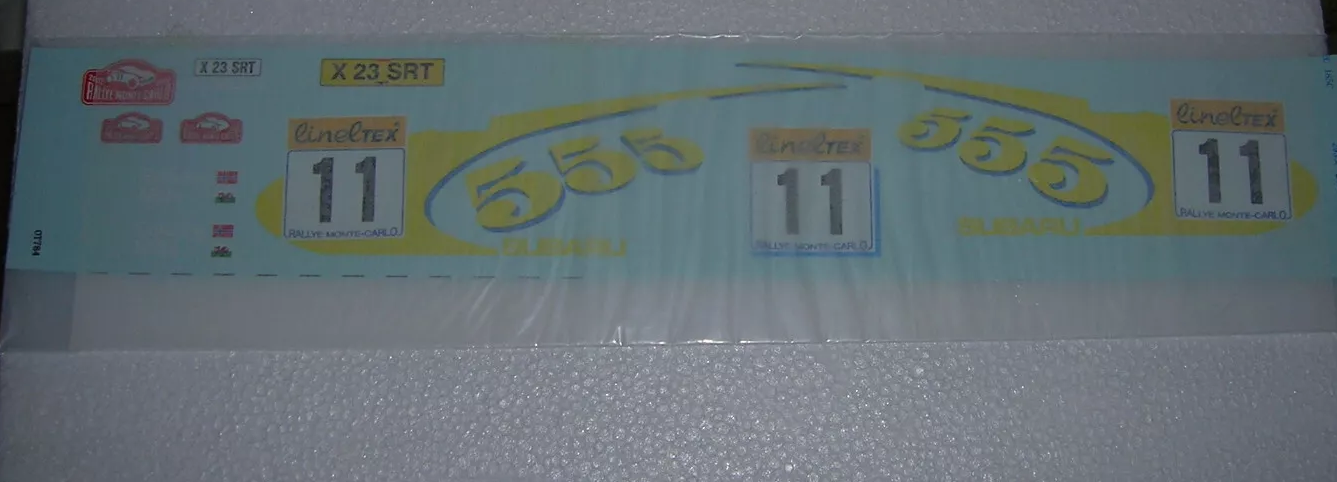 RALLYE MONTE CARLO
X 23 SRT
X 23 SRT
lineltex
11
RALLYE MONTE-CARLO
555
SUBARU
lineltex
11
RALLYE MONTE-CARLO
555
SUBARU
lineltex
11
RALLYE MONTE-CARLO